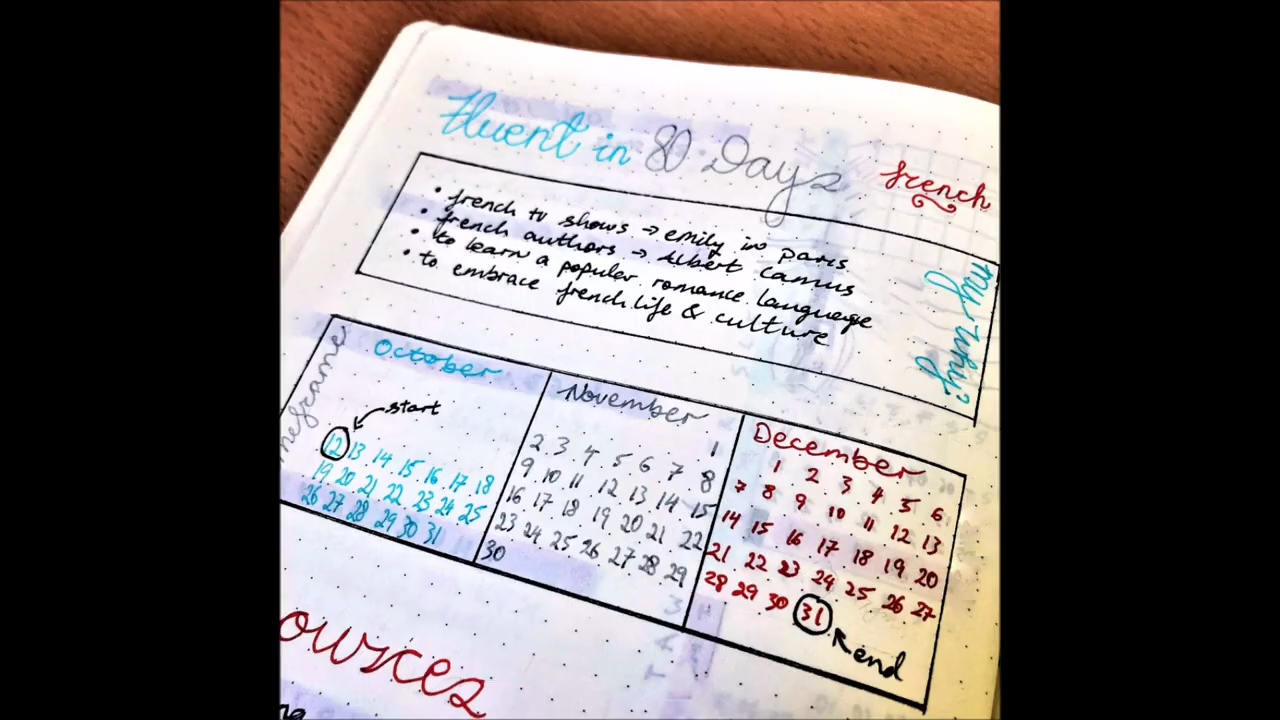 Fluent in 80 Days
french
• french tv shows → emily in paris
• french authors → Albert Camus
• to learn a populer romance language
• to embrace french life & culture
my why?
meframe
October
start
12 13 14 15 16 17 18
19 20 21 22 23 24 25
26 27 28 29 30 31
November
1
2 3 4 5 6 7 8
9 10 11 12 13 14 15
16 17 18 19 20 21 22
23 24 25 26 27 28 29
30
December
1 2 3 4 5 6
7 8 9 10 11 12 13
14 15 16 17 18 19 20
21 22 23 24 25 26 27
28 29 30 31
end
ources